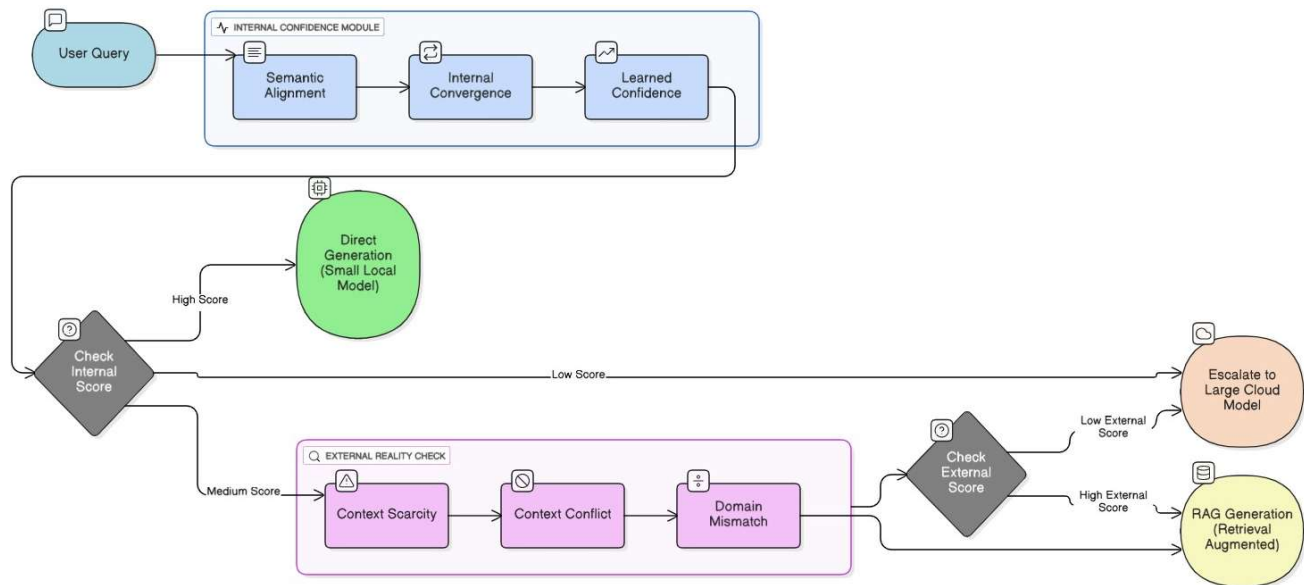 INTERNAL CONFIDENCE MODULE
User Query
Semantic
Alignment
Internal
Convergence
Learned
Confidence
Direct
Generation
(Small Local
Model)
High Score
Check
Internal
Score
Low Score
Escalate to
Large Cloud
Model
Low External
Score
Check
External
Score
EXTERNAL REALITY CHECK
Medium Score
Context Scarcity
Context Conflict
Domain
Mismatch
High External
Score
RAG Generation
(Retrieval
Augmented)